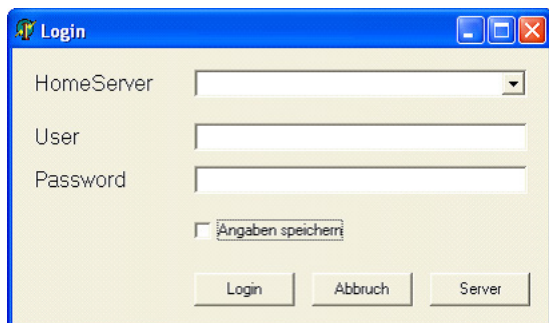 Login
HomeServer
User
Password
Angaben speichern
Login Abbruch Server